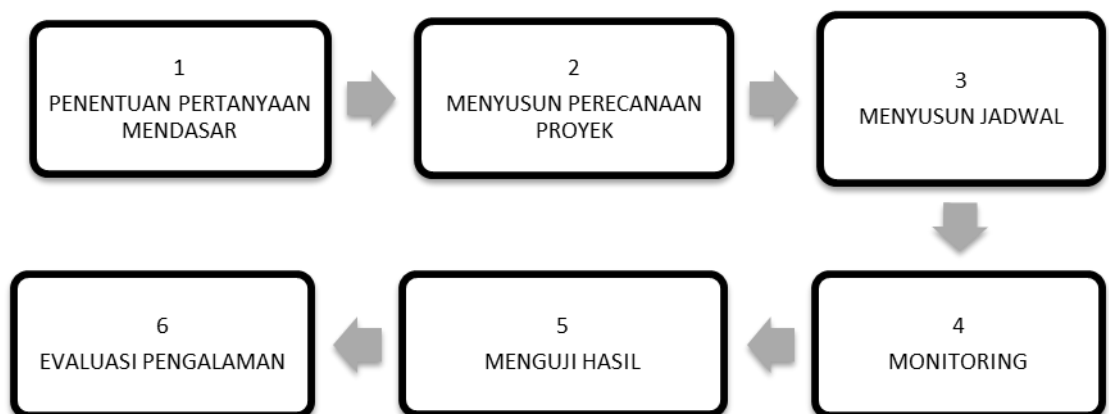 1
PENENTUAN PERTANYAAN
MENDASAR
2
MENYUSUN PERECANAAN
PROYEK
3
MENYUSUN JADWAL
4
MONITORING
5
MENGUJI HASIL
6
EVALUASI PENGALAMAN